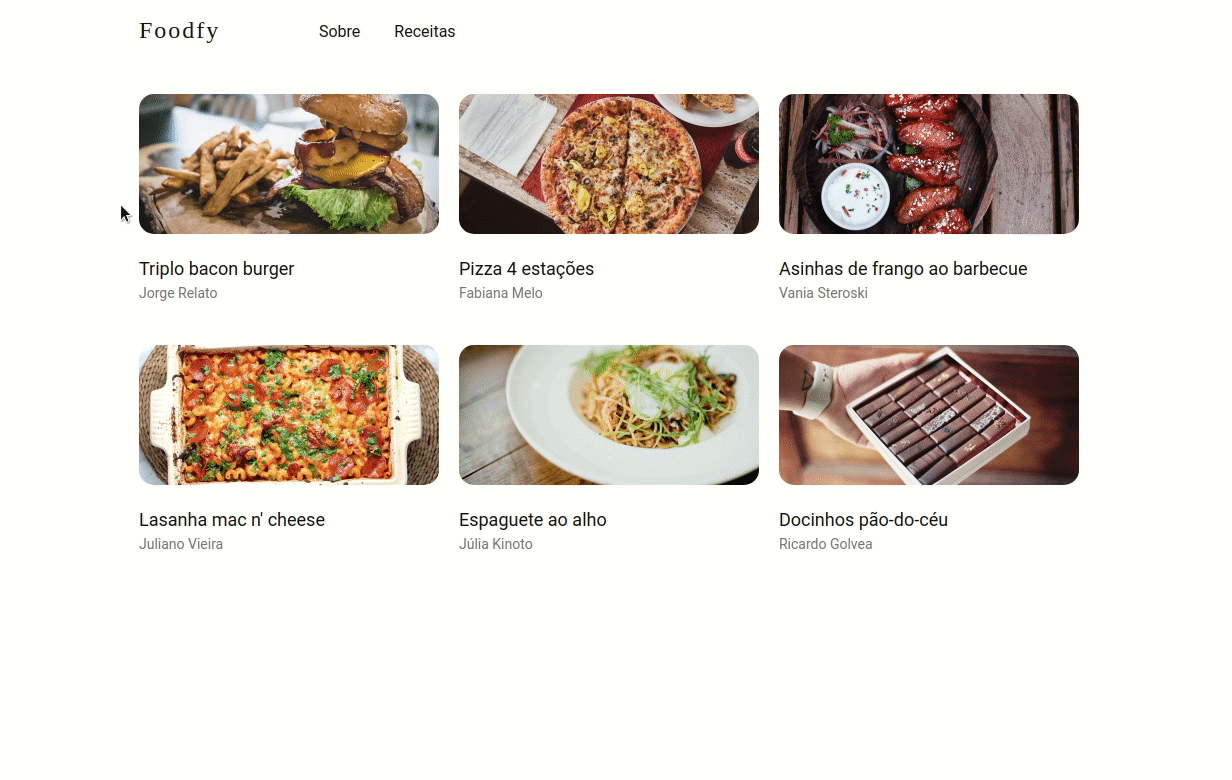 Foodfy
Sobre
Receitas
Triplo bacon burger
Jorge Relato
Pizza 4 estações
Fabiana Melo
Asinhas de frango ao barbecue
Vania Steroski
Lasanha mac n' cheese
Juliano Vieira
Espaguete ao alho
Júlia Kinoto
Docinhos pão-do-céu
Ricardo Golvea